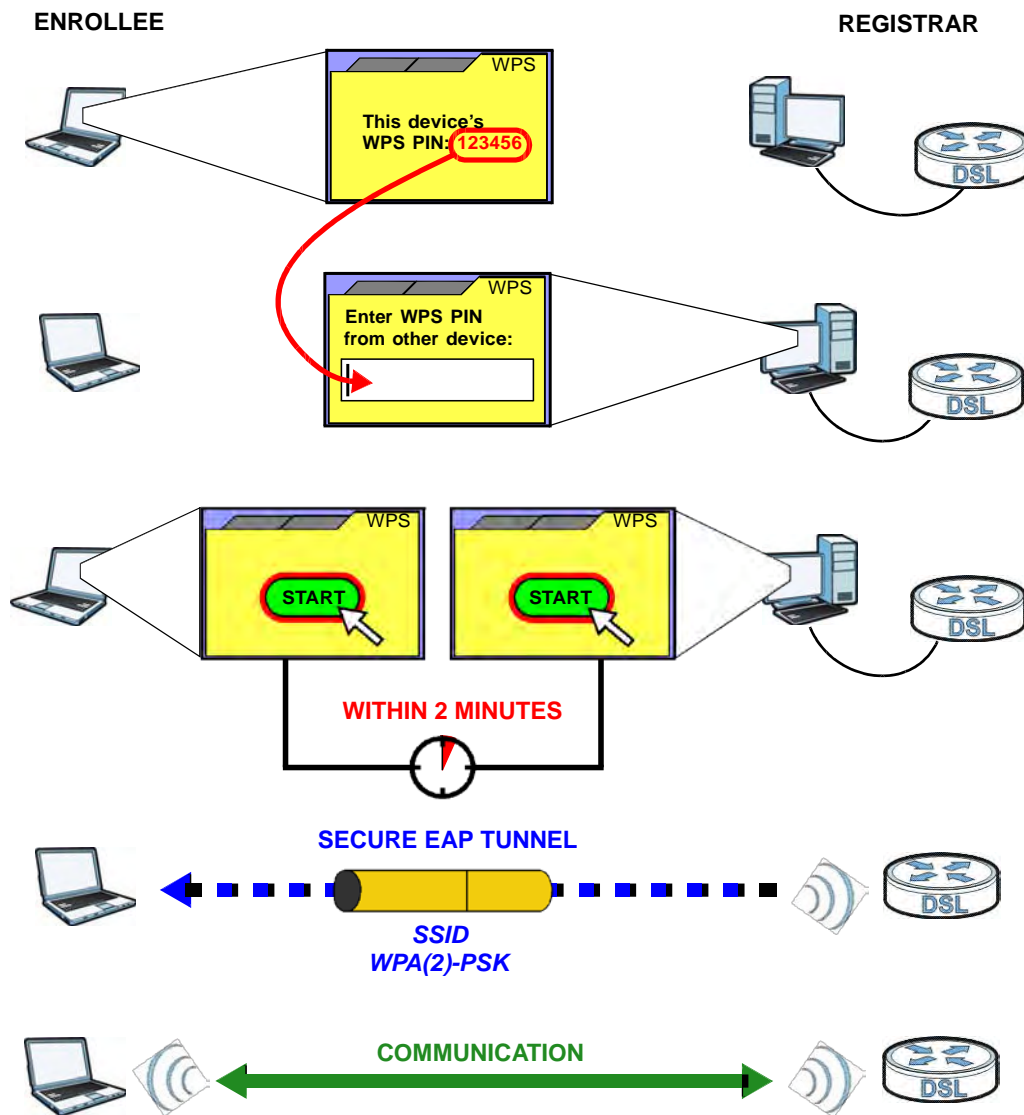 ENROLLEE
REGISTRAR
WPS
This device's
WPS PIN: 123456
DSL
WPS
Enter WPS PIN
from other device:
DSL
WPS
START
WPS
START
DSL
WITHIN 2 MINUTES
SECURE EAP TUNNEL
SSID
WPA(2)-PSK
DSL
COMMUNICATION
DSL